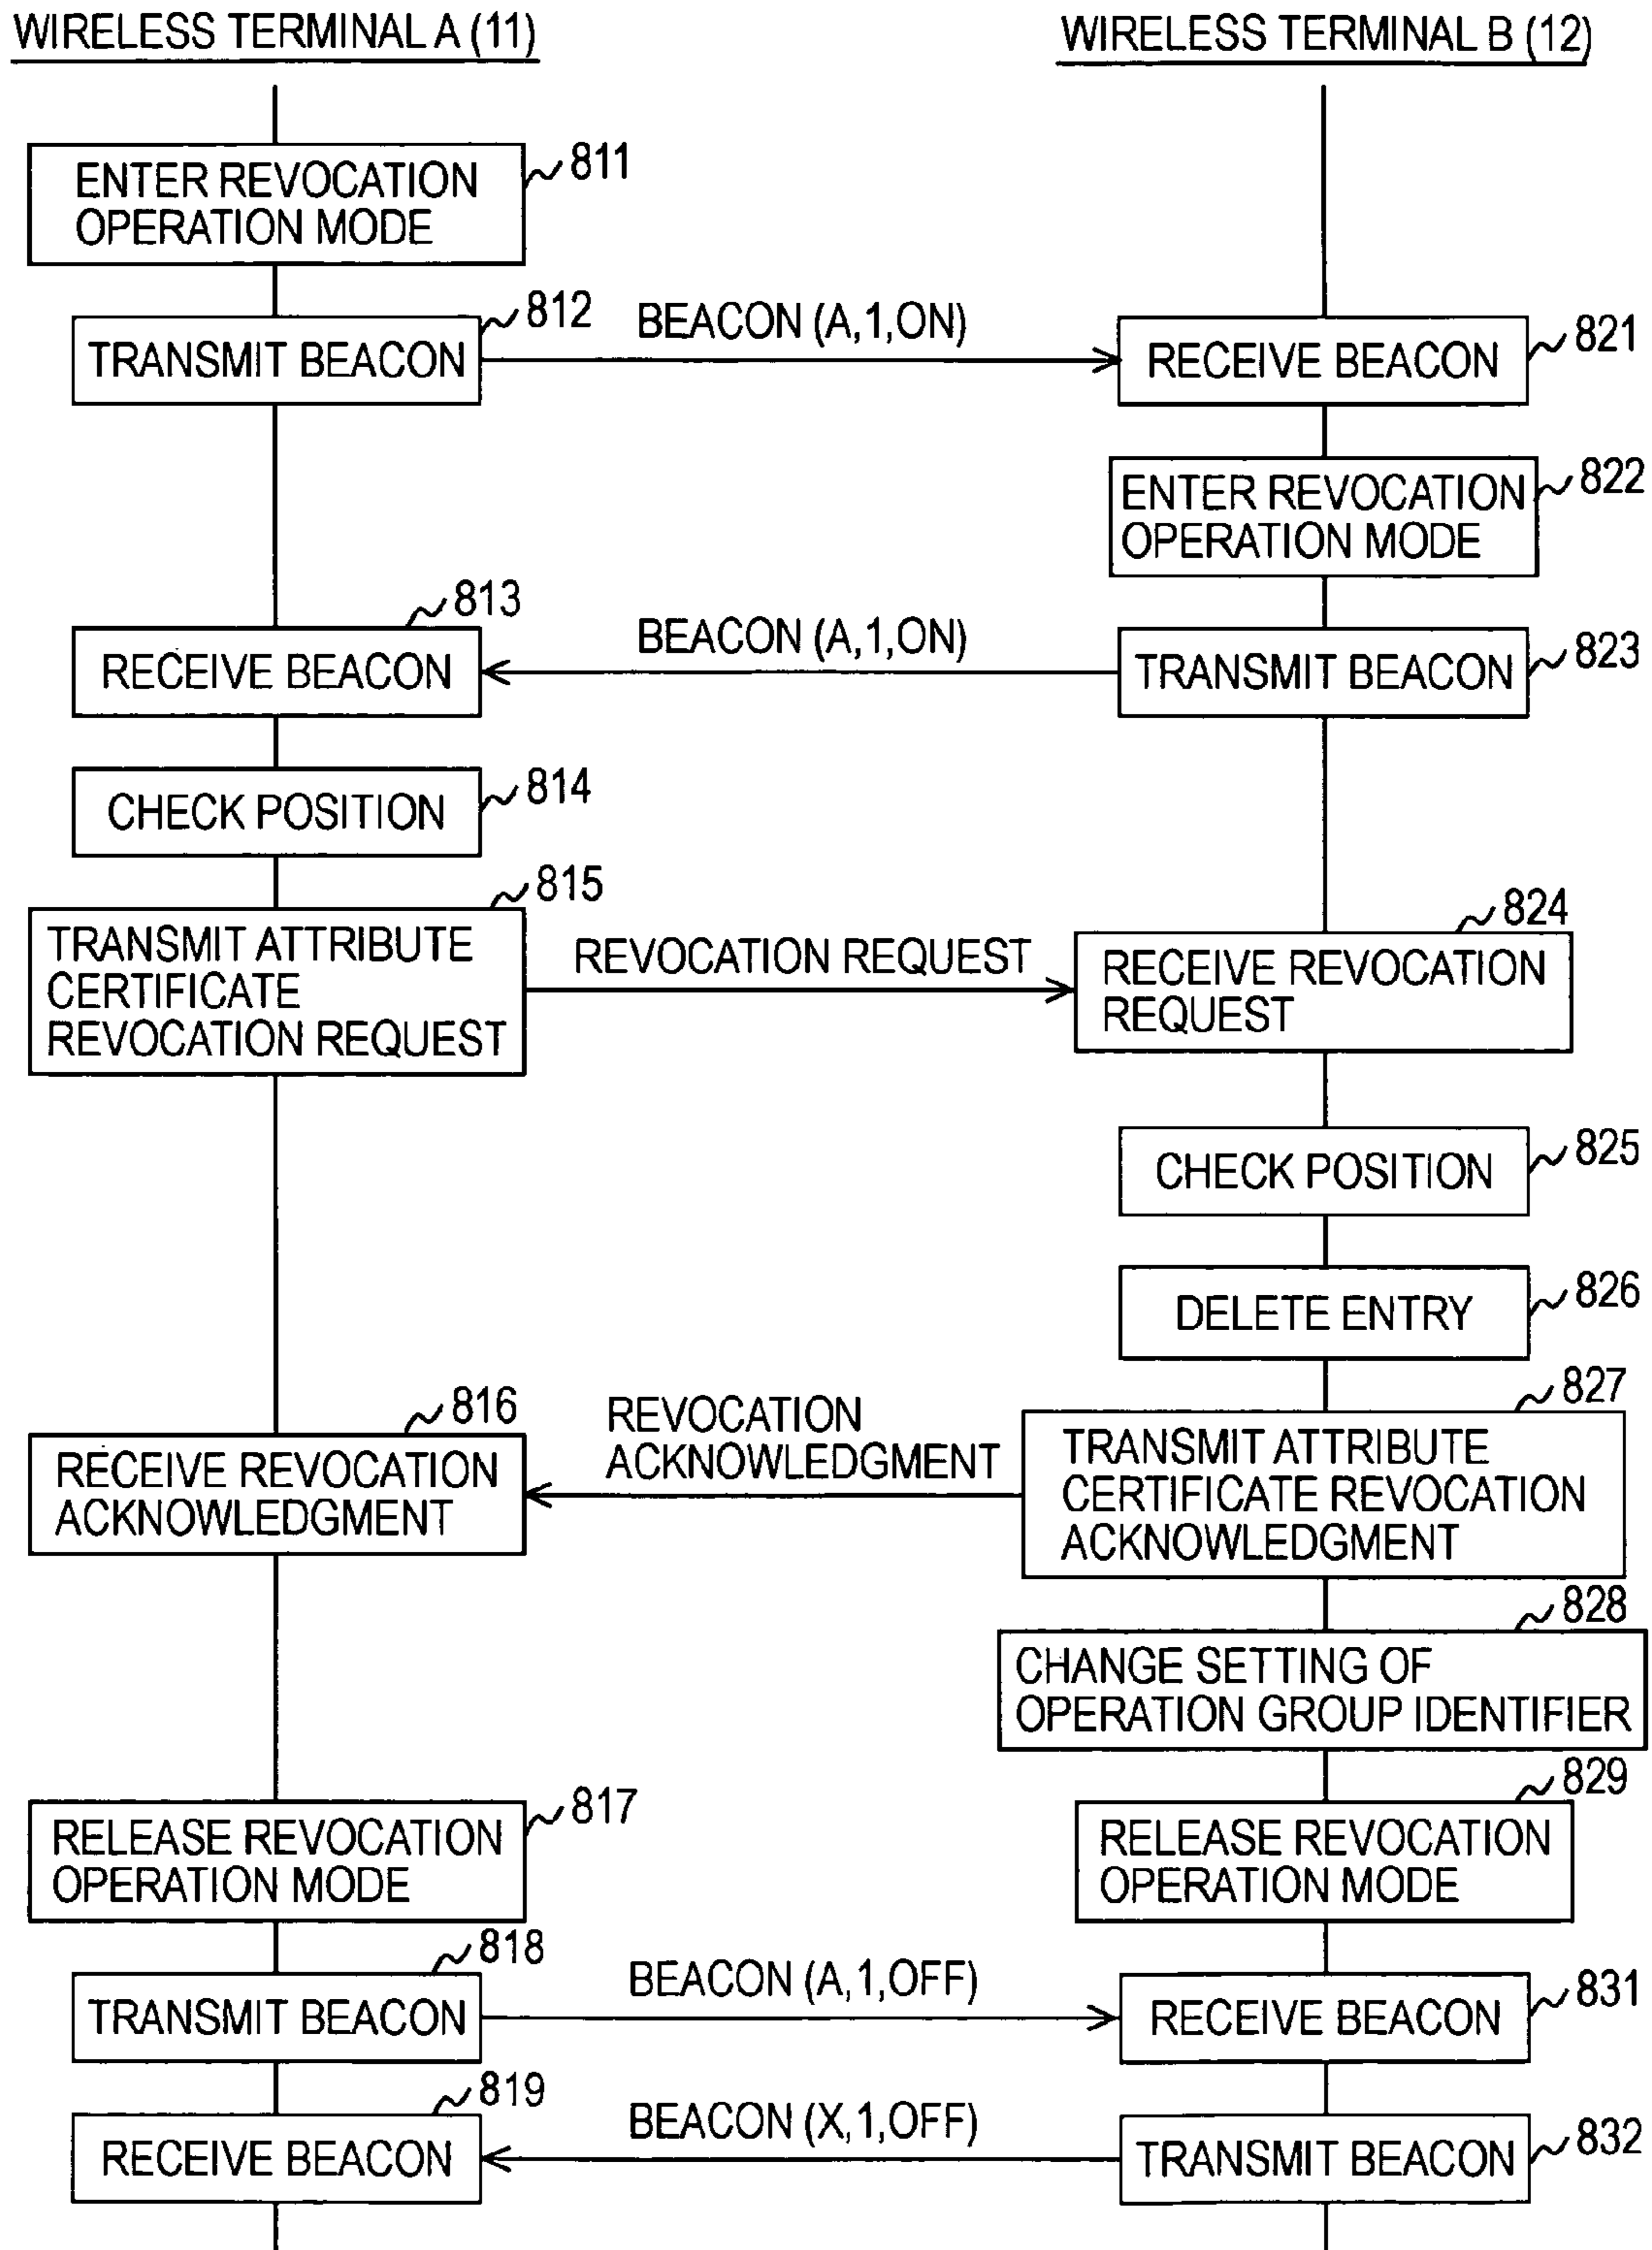 WIRELESS TERMINAL A (11)
WIRELESS TERMINAL B (12)
811
ENTER REVOCATION
OPERATION MODE
812
TRANSMIT BEACON
BEACON (A,1,ON)
821
RECEIVE BEACON
822
ENTER REVOCATION
OPERATION MODE
813
RECEIVE BEACON
BEACON (A,1,ON)
823
TRANSMIT BEACON
814
CHECK POSITION
815
TRANSMIT ATTRIBUTE
CERTIFICATE
REVOCATION REQUEST
REVOCATION REQUEST
824
RECEIVE REVOCATION
REQUEST
825
CHECK POSITION
826
DELETE ENTRY
816
RECEIVE REVOCATION
ACKNOWLEDGMENT
REVOCATION
ACKNOWLEDGMENT
827
TRANSMIT ATTRIBUTE
CERTIFICATE REVOCATION
ACKNOWLEDGMENT
828
CHANGE SETTING OF
OPERATION GROUP IDENTIFIER
817
RELEASE REVOCATION
OPERATION MODE
829
RELEASE REVOCATION
OPERATION MODE
818
TRANSMIT BEACON
BEACON (A,1,OFF)
831
RECEIVE BEACON
819
RECEIVE BEACON
BEACON (X,1,OFF)
832
TRANSMIT BEACON